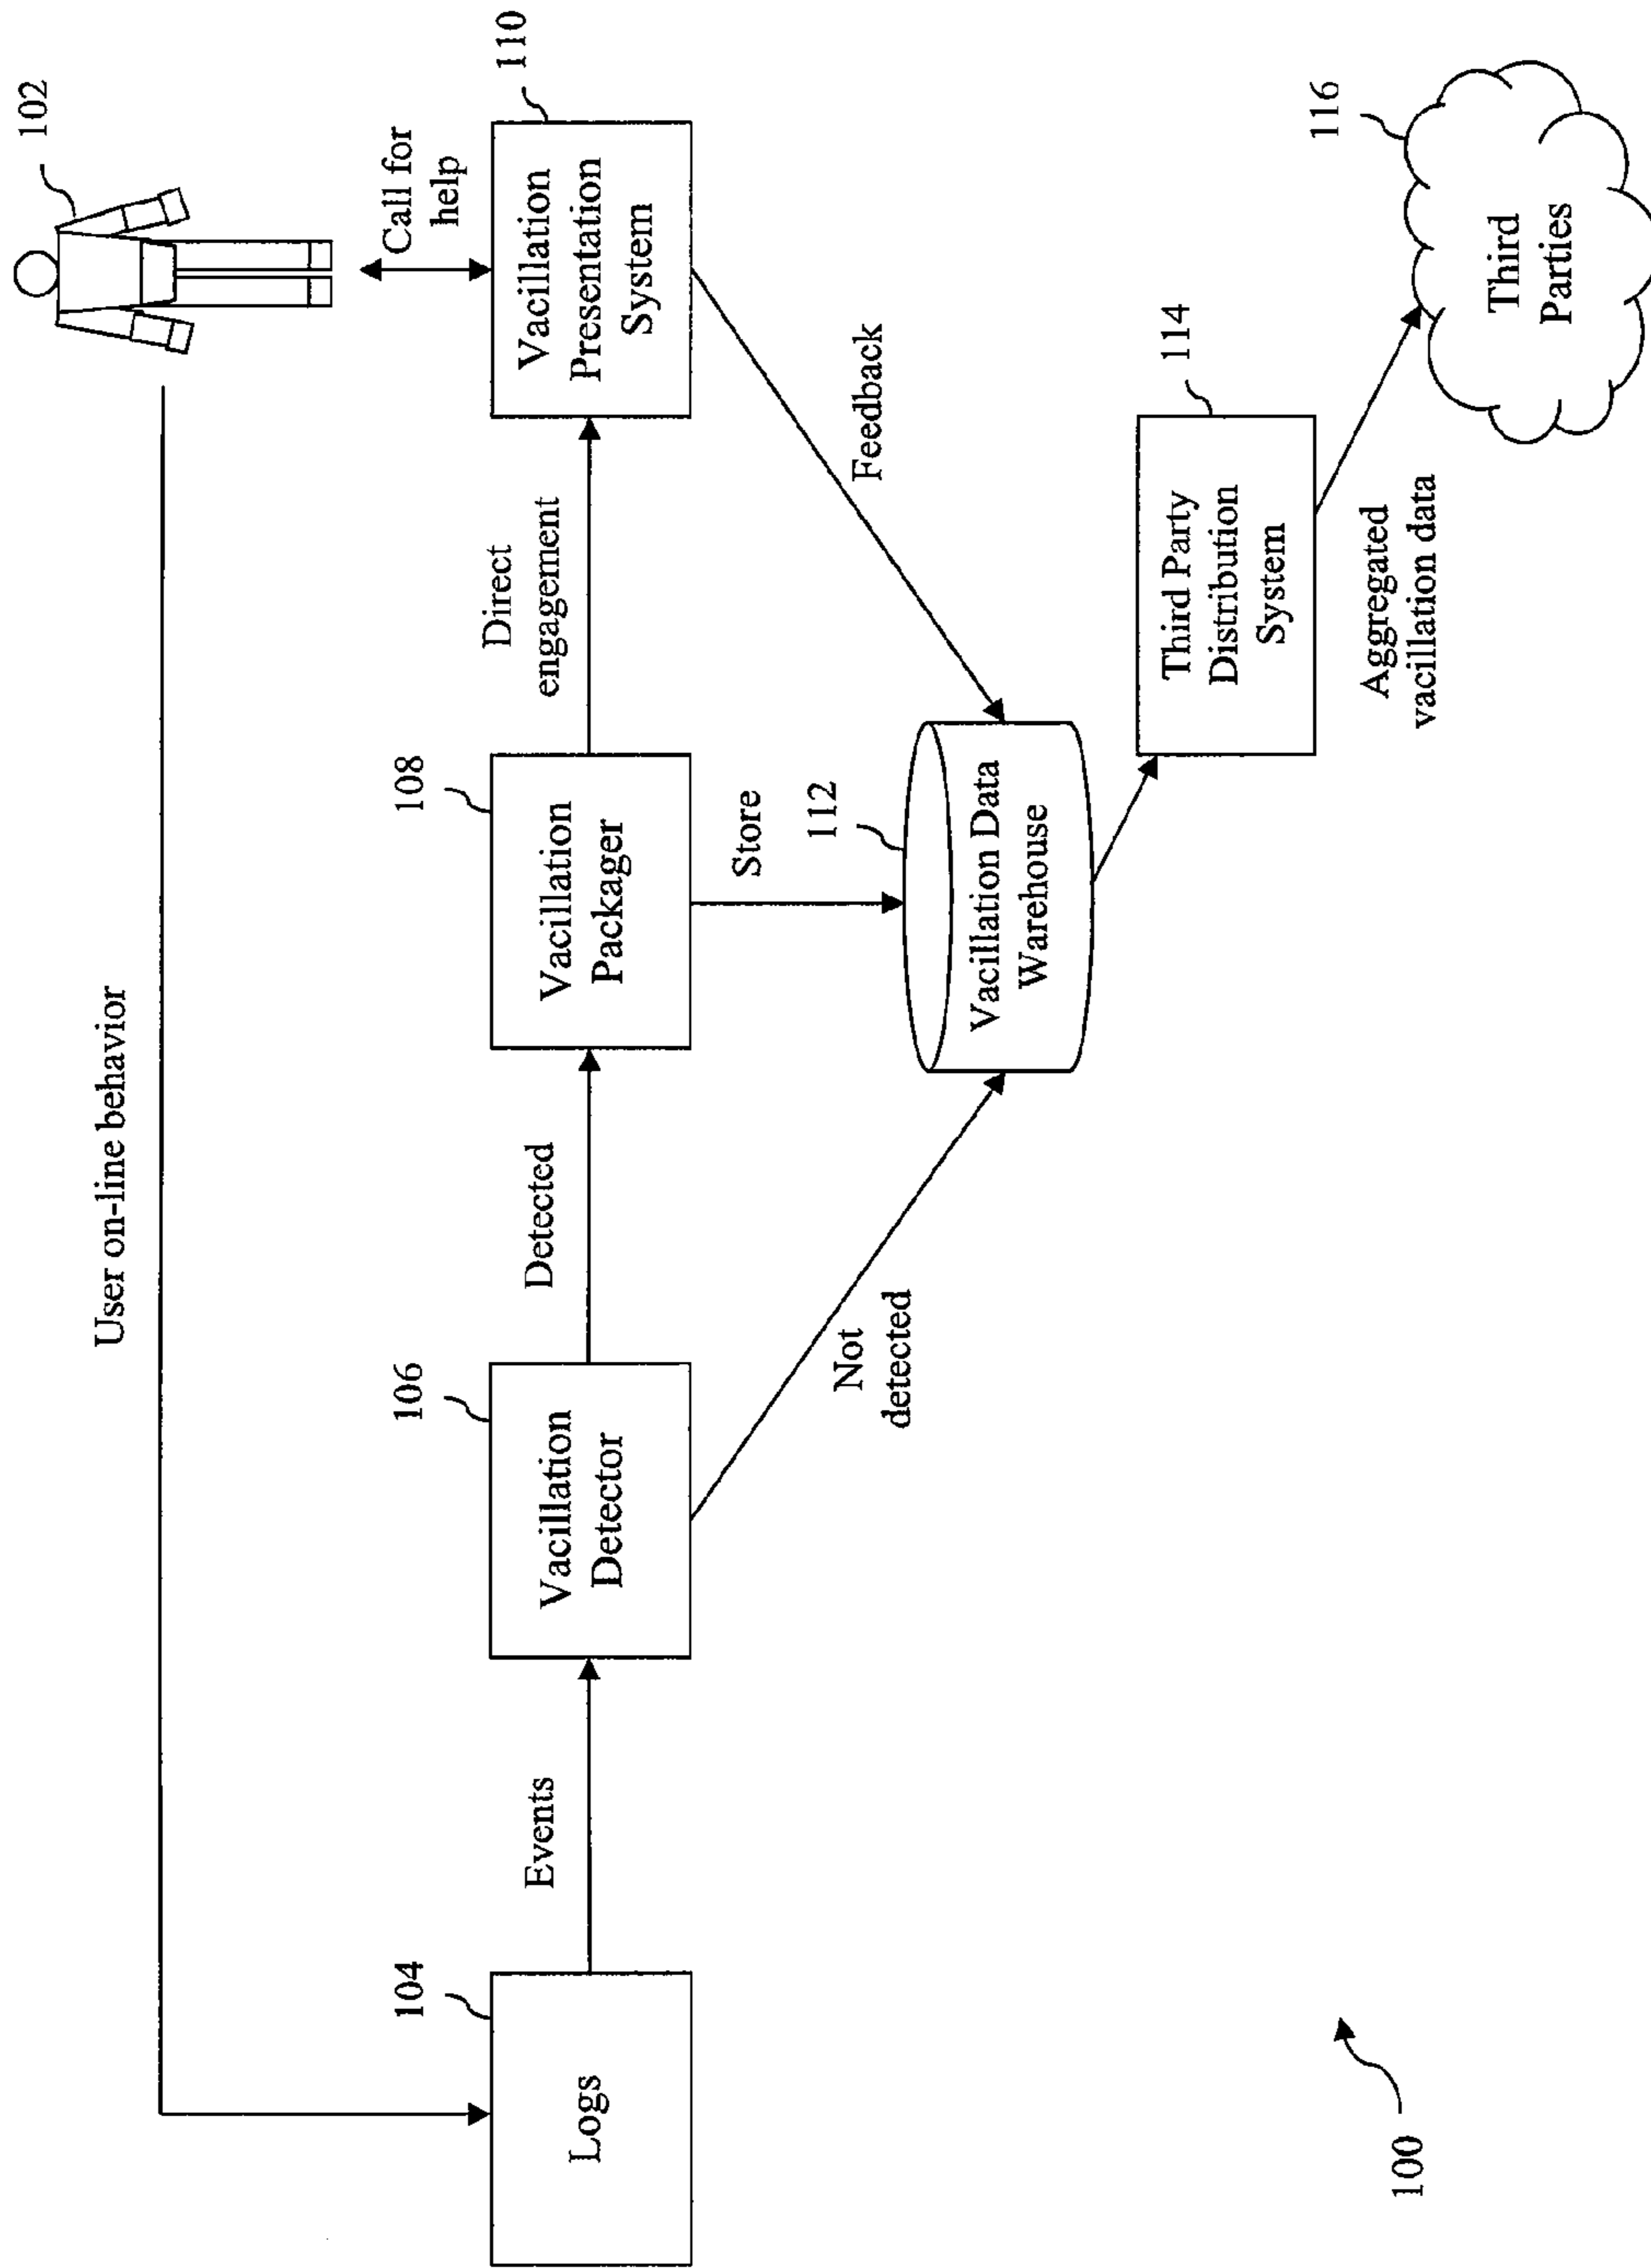 102
User on-line behavior
Call for
help
104
106
108
110
Logs
Events
Vacillation
Detector
Detected
Vacillation
Packager
Direct
engagement
Vacillation
Presentation
System
Not
detected
Store
Feedback
112
Vacillation Data
Warehouse
114
Third Party
Distribution
System
Aggregated
vacillation data
116
Third
Parties
100